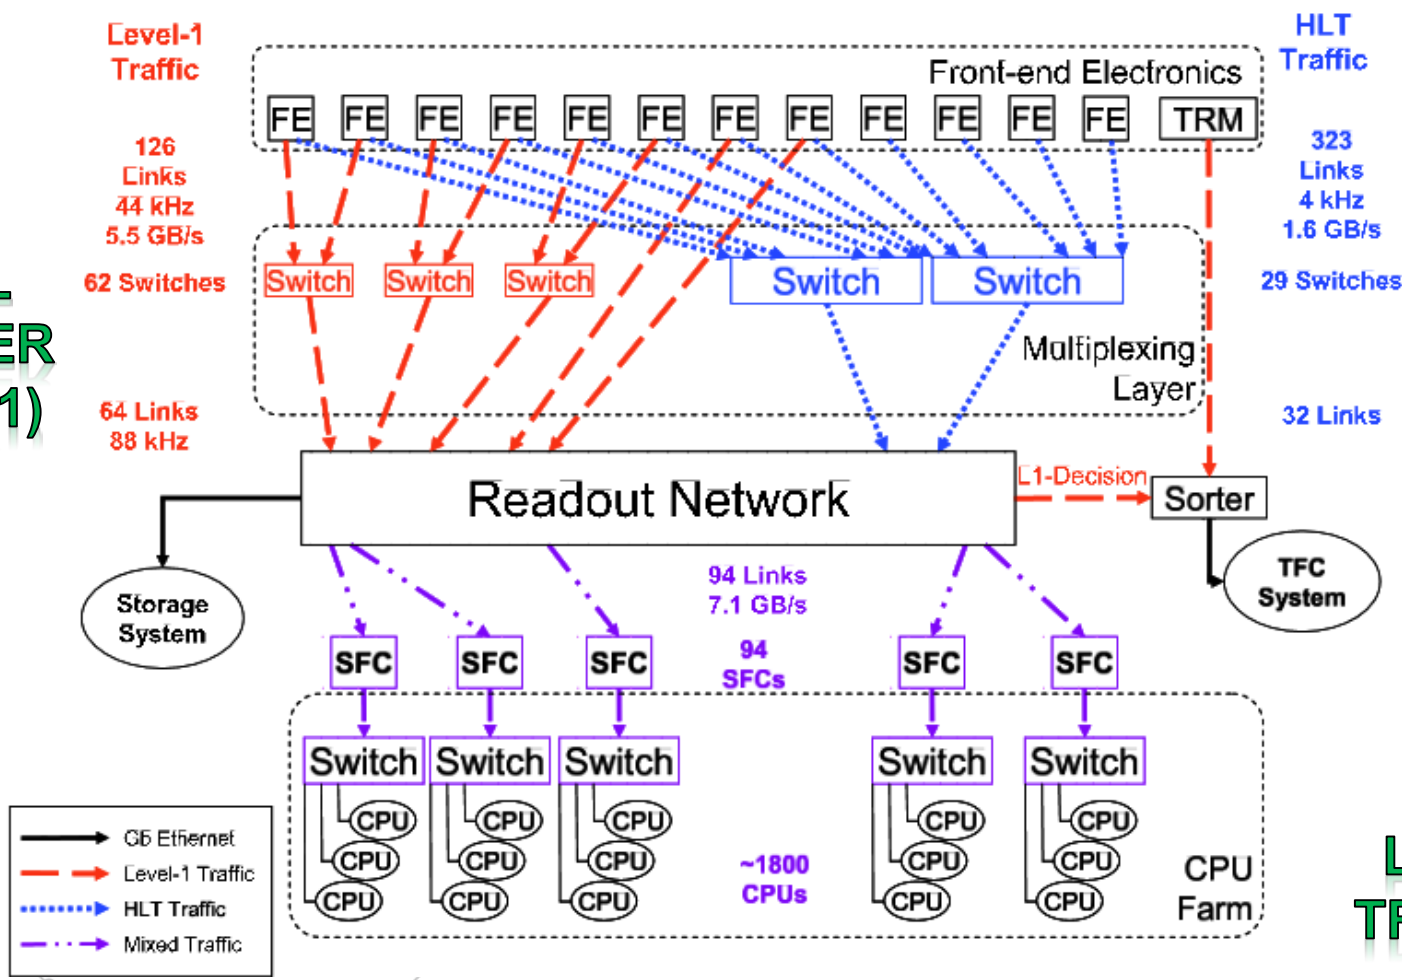 Level-1
Traffic
HLT
Traffic
Front-end Electronics
FE FE FE FE FE FE FE FE FE FE FE FE TRM
126
Links
44 kHz
5.5 GB/s
323
Links
4 kHz
1.6 GB/s
62 Switches
Switch Switch Switch Switch Switch
29 Switches
ER
1)
Multiplexing
Layer
64 Links
88 kHz
32 Links
Readout Network
L1-Decision
Sorter
Storage
System
94 Links
7.1 GB/s
TFC
System
SFC SFC SFC SFC SFC
94
SFCs
Switch Switch Switch Switch Switch
CPU CPU CPU CPU CPU
CPU CPU CPU CPU CPU
CPU CPU CPU CPU CPU
~1800
CPUs
CPU
Farm
Gb Ethernet
Level-1 Traffic
HLT Traffic
Mixed Traffic
L